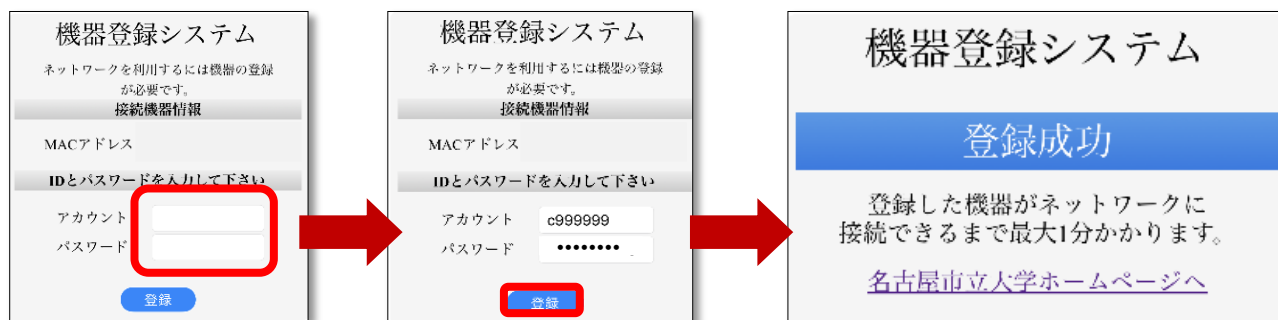 機器登録システム
ネットワークを利用するには機器の登録
が必要です。
接続機器情報
MACアドレス
IDとパスワードを入力して下さい
アカウント
パスワード
登録
機器登録システム
ネットワークを利用するには機器の登録
が必要です。
接続機器情報
MACアドレス
IDとパスワードを入力して下さい
アカウント c999999
パスワード ••••••••
登録
機器登録システム
登録成功
登録した機器がネットワークに
接続できるまで最大1分かかります。
名古屋市立大学ホームページへ